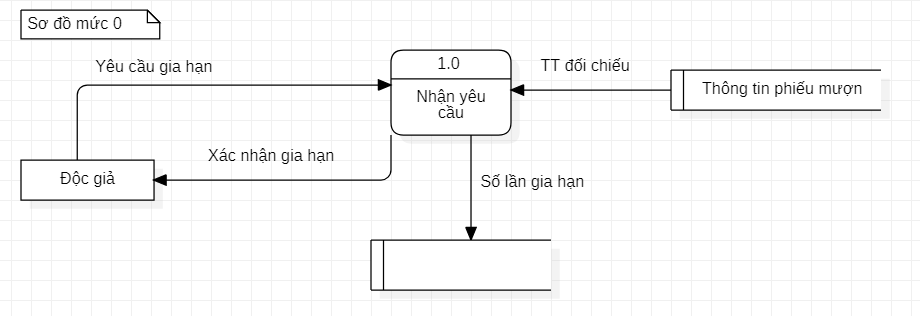 Sơ đồ mức 0
Yêu cầu gia hạn
1.0
TT đối chiếu
Nhận yêu
cầu
Thông tin phiếu mượn
Xác nhận gia hạn
Độc giả
Số lần gia hạn